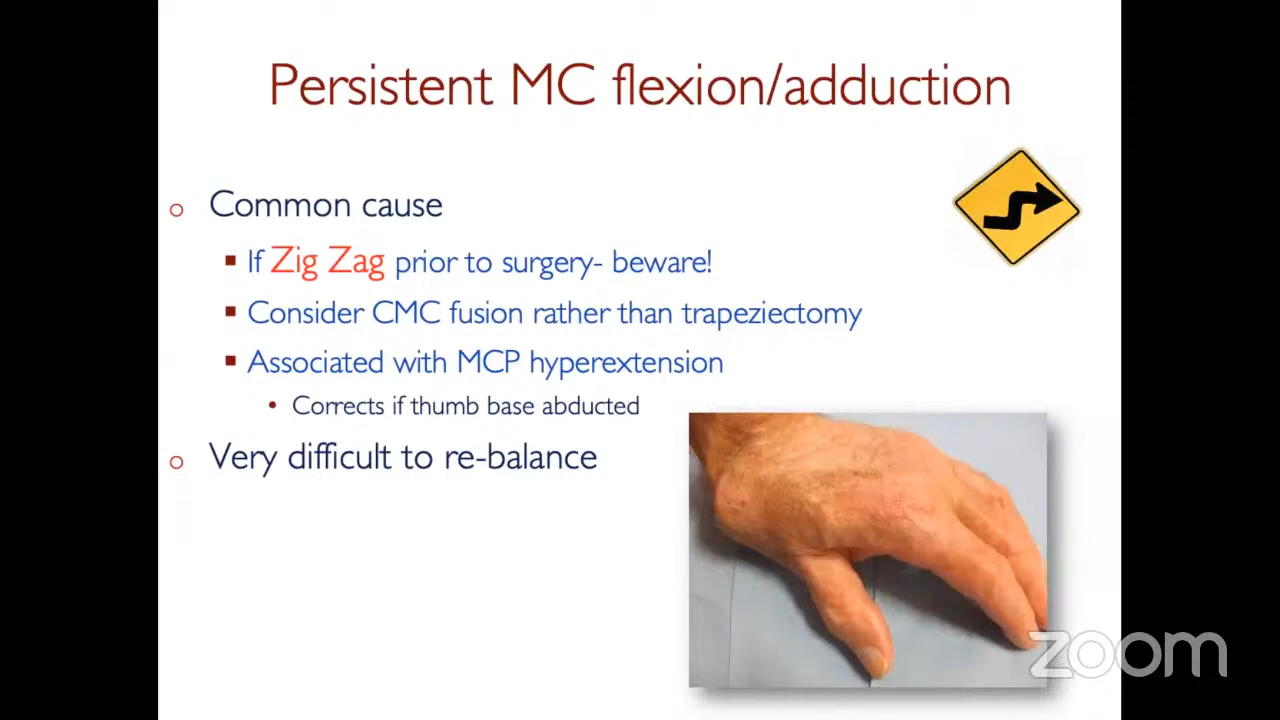 Persistent MC flexion/adduction
Common cause
If Zig Zag prior to surgery- beware!
Consider CMC fusion rather than trapeziectomy
Associated with MCP hyperextension
Corrects if thumb base abducted
Very difficult to re-balance
zoom